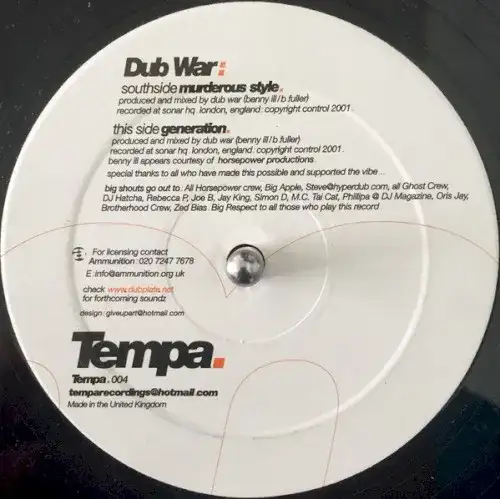 Dub War:
southside murderous style.
produced and mixed by dub war (benny ill / b fuller)
recorded at sonar hq . london, england : copyright control 2001 .
this side generation.
produced and mixed by dub war (benny ill / b fuller)
recorded at sonar hq . london, england : copyright control 2001 .
benny ill appears courtesy of horsepower productions .
special thanks to all who have made this possible and supported the vibe ...
big shouts go out to : All Horsepower crew, Big Apple, Steve@hyperdub.com, all Ghost Crew,
DJ Hatcha, Rebecca P, Joe B, Jay King, Simon D, M.C. Tai Cat, Phillipa @ DJ Magazine, Oris Jay,
Brotherhood Crew, Zed Bias . Big Respect to all those who play this record
For licensing contact
Ammunition : 020 7247 7678
E : info@ammunition.org.uk
check www.dubplate.net
for forthcoming soundz
design : giveupart@hotmail.com
Tempa.
Tempa . 004
temparecordings@hotmail.com
Made in the United Kingdom